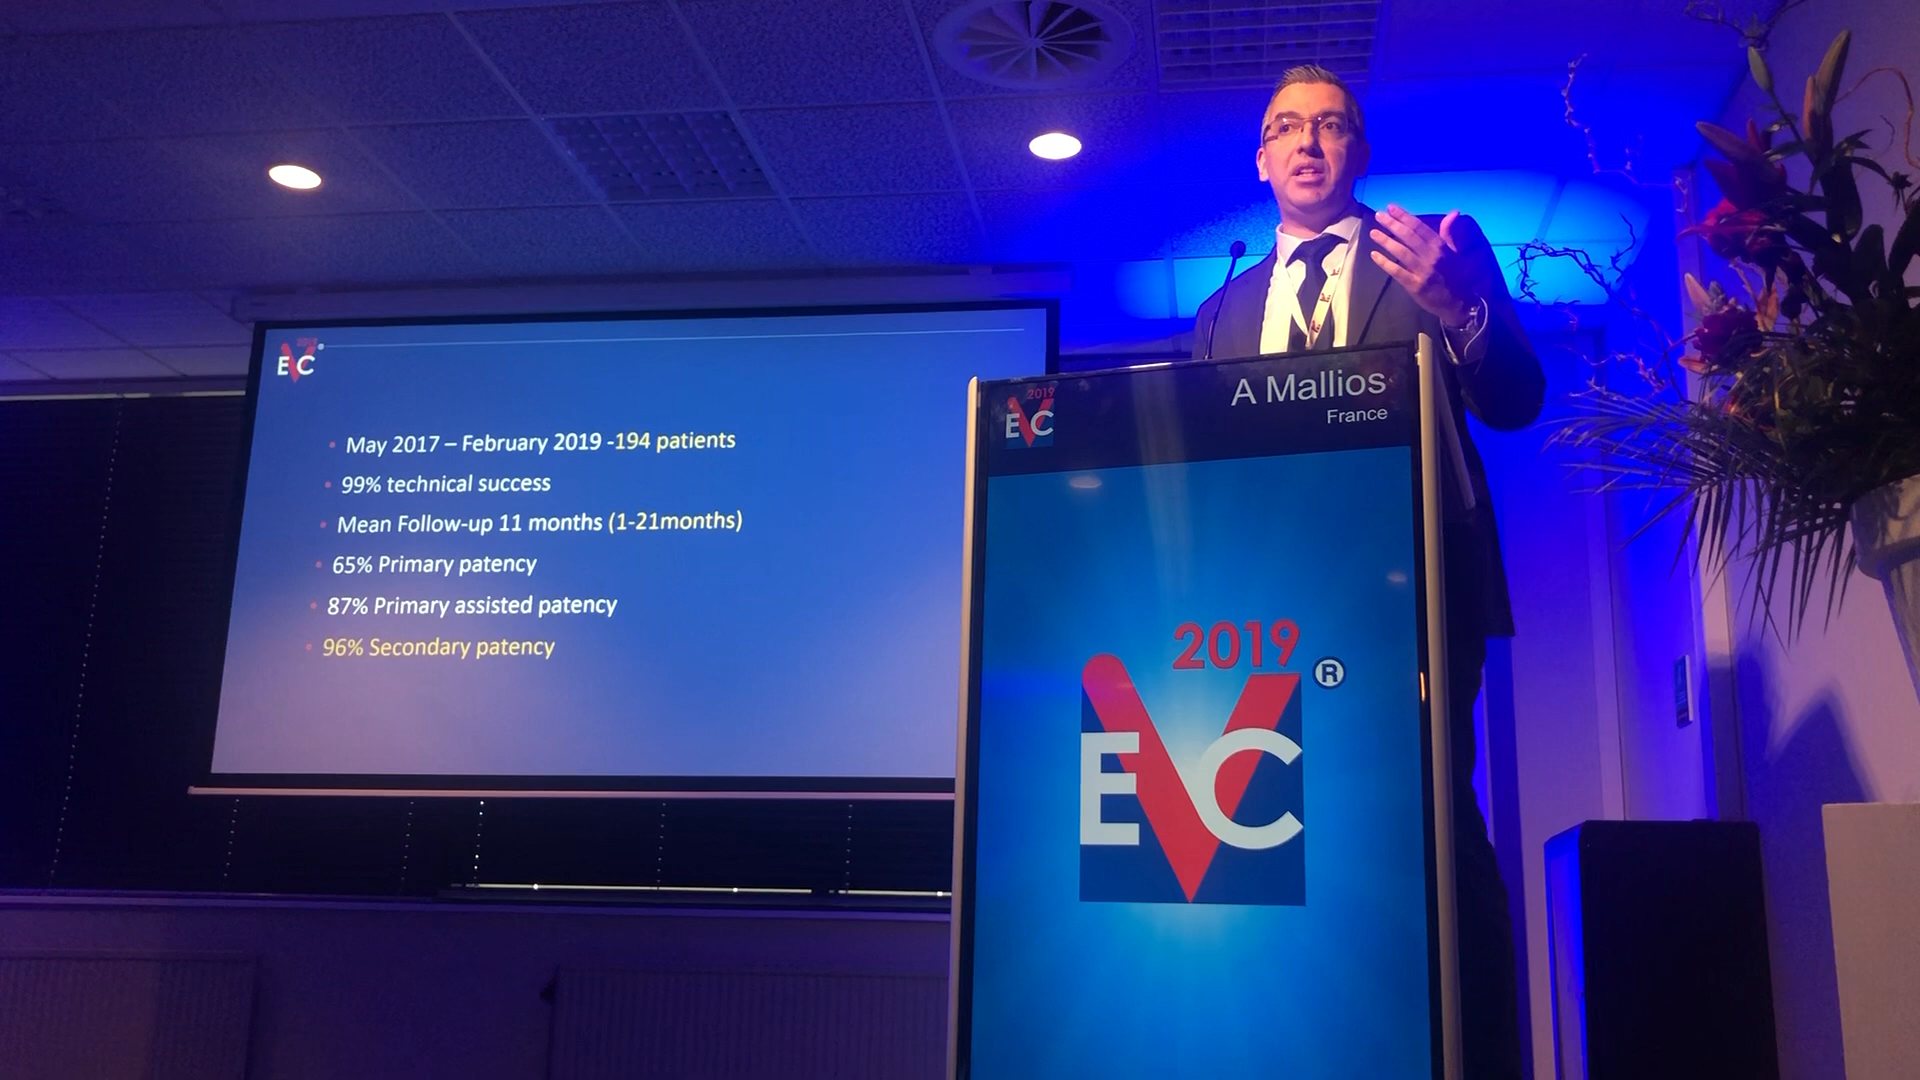 2019
EVC
®
• May 2017 – February 2019 -194 patients
• 99% technical success
• Mean Follow-up 11 months (1-21months)
• 65% Primary patency
• 87% Primary assisted patency
• 96% Secondary patency
2019
EVC
A Mallios
France
2019
EVC
®